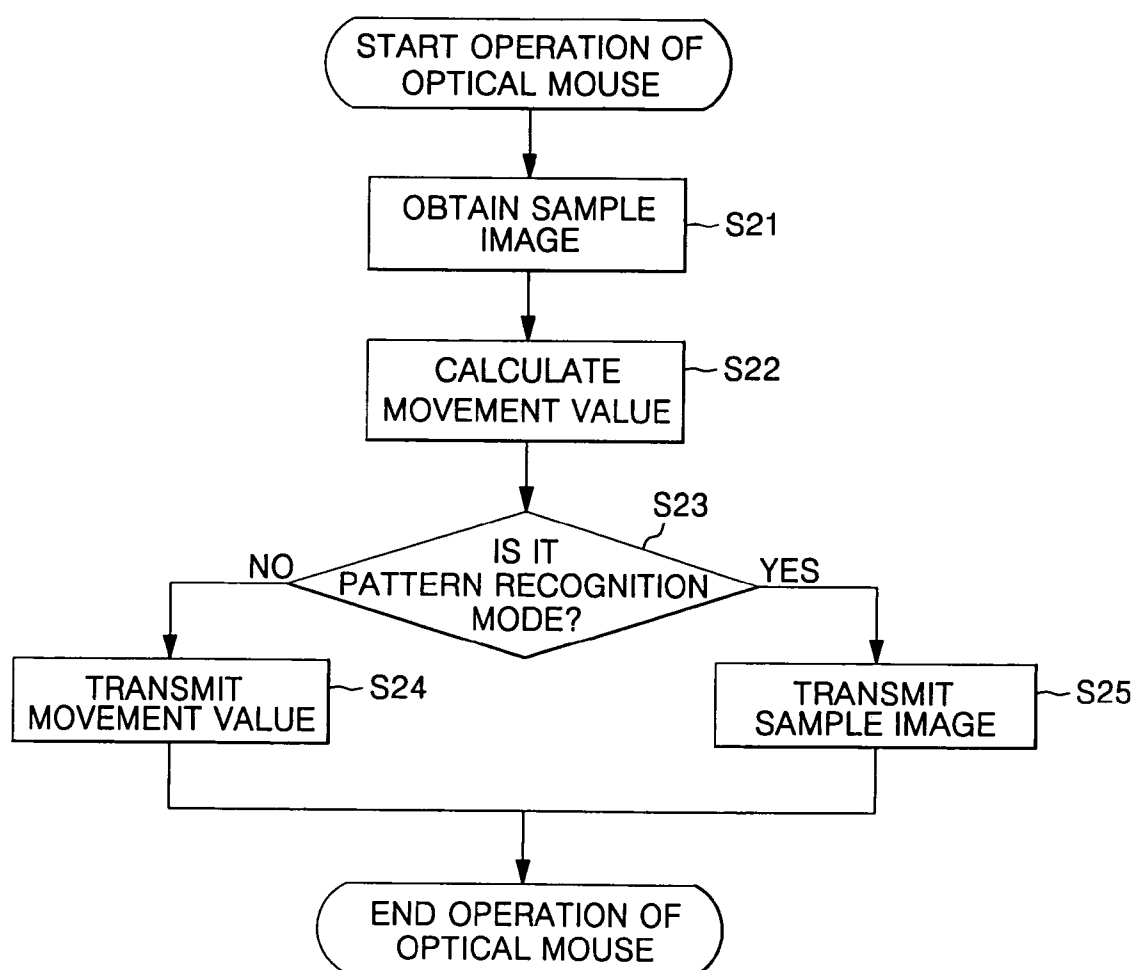 START OPERATION OF
OPTICAL MOUSE
OBTAIN SAMPLE
IMAGE
S21
CALCULATE
MOVEMENT VALUE
S22
S23
IS IT
PATTERN RECOGNITION
MODE?
NO
YES
TRANSMIT
MOVEMENT VALUE
S24
TRANSMIT
SAMPLE IMAGE
S25
END OPERATION OF
OPTICAL MOUSE